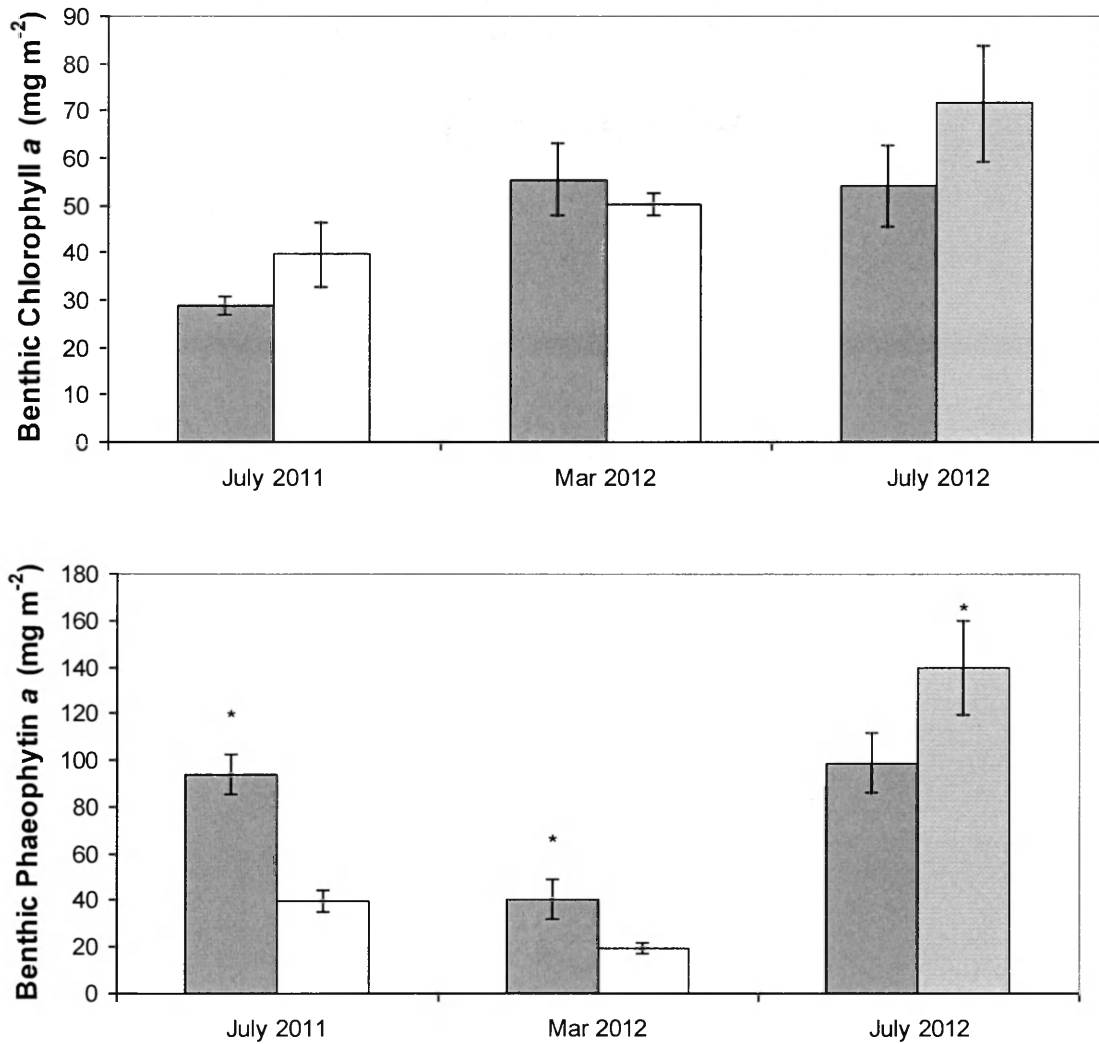 Benthic Chlorophyll a (mg m-2)
90
80
70
60
50
40
30
20
10
0
July 2011
Mar 2012
July 2012
Benthic Phaeophytin a (mg m-2)
180
160
140
120
100
80
60
40
20
0
*
*
*
July 2011
Mar 2012
July 2012